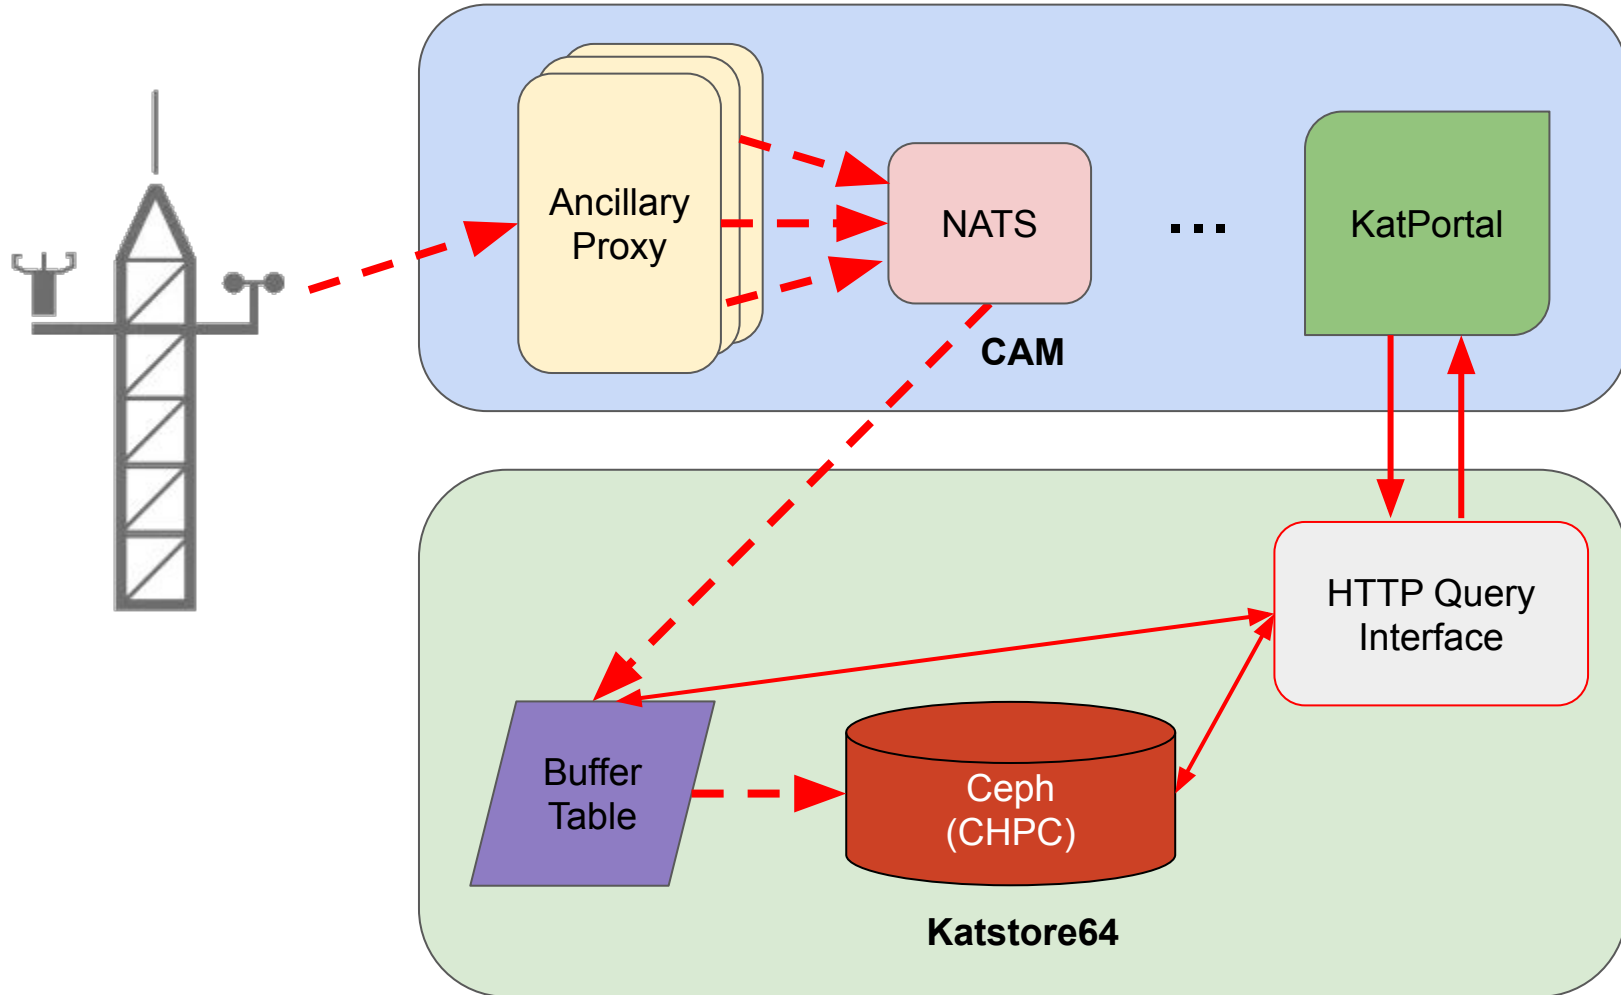 Ancillary
Proxy
NATS
...
KatPortal
CAM
HTTP Query
Interface
Buffer
Table
Ceph
(CHPC)
Katstore64